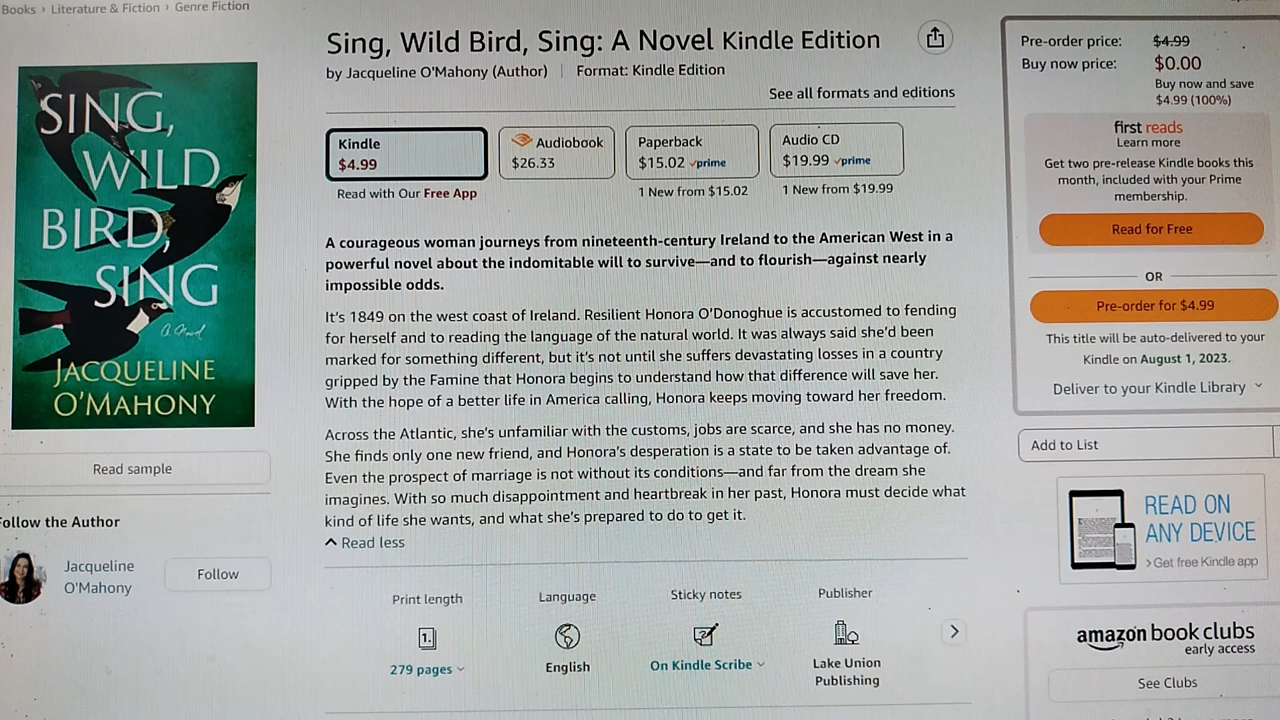 Books › Literature & Fiction › Genre Fiction
SING,
WILD
BIRD,
SING
A Novel
JACQUELINE
O'MAHONY
Read sample
Follow the Author
Jacqueline
O'Mahony
Follow
Sing, Wild Bird, Sing: A Novel Kindle Edition
by Jacqueline O'Mahony (Author) | Format: Kindle Edition
See all formats and editions
Kindle
$4.99
Read with Our Free App
Audiobook
$26.33
Paperback
$15.02 prime
1 New from $15.02
Audio CD
$19.99 prime
1 New from $19.99
A courageous woman journeys from nineteenth-century Ireland to the American West in a
powerful novel about the indomitable will to survive—and to flourish—against nearly
impossible odds.
It's 1849 on the west coast of Ireland. Resilient Honora O'Donoghue is accustomed to fending
for herself and to reading the language of the natural world. It was always said she'd been
marked for something different, but it's not until she suffers devastating losses in a country
gripped by the Famine that Honora begins to understand how that difference will save her.
With the hope of a better life in America calling, Honora keeps moving toward her freedom.
Across the Atlantic, she's unfamiliar with the customs, jobs are scarce, and she has no money.
She finds only one new friend, and Honora's desperation is a state to be taken advantage of.
Even the prospect of marriage is not without its conditions—and far from the dream she
imagines. With so much disappointment and heartbreak in her past, Honora must decide what
kind of life she wants, and what she's prepared to do to get it.
Read less
Print length
1.
279 pages
Language
English
Sticky notes
On Kindle Scribe
Publisher
Lake Union
Publishing
Pre-order price: $4.99
Buy now price: $0.00
Buy now and save
$4.99 (100%)
first reads
Learn more
Get two pre-release Kindle books this
month, included with your Prime
membership.
Read for Free
OR
Pre-order for $4.99
This title will be auto-delivered to your
Kindle on August 1, 2023.
Deliver to your Kindle Library
Add to List
READ ON
ANY DEVICE
› Get free Kindle app
amazon book clubs
early access
See Clubs